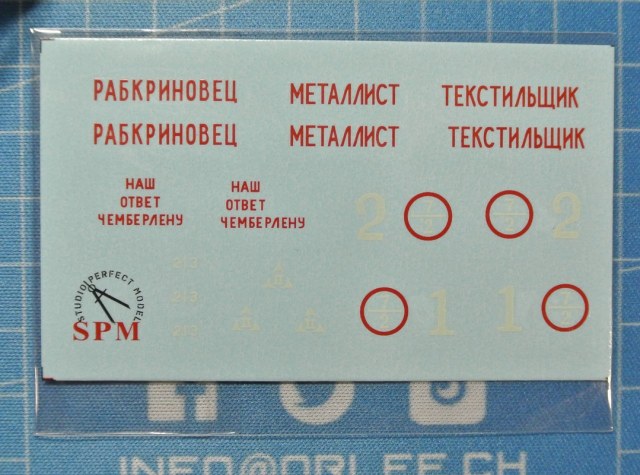 РАБКРИНОВЕЦ МЕТАЛЛИСТ ТЕКСТИЛЬЩИК
РАБКРИНОВЕЦ МЕТАЛЛИСТ ТЕКСТИЛЬЩИК
НАШ
ОТВЕТ
ЧЕМБЕРЛЕНУ
НАШ
ОТВЕТ
ЧЕМБЕРЛЕНУ
2 2
1 1
STUDIO PERFECT MODEL
SPM
INFO@ORLEE.CH